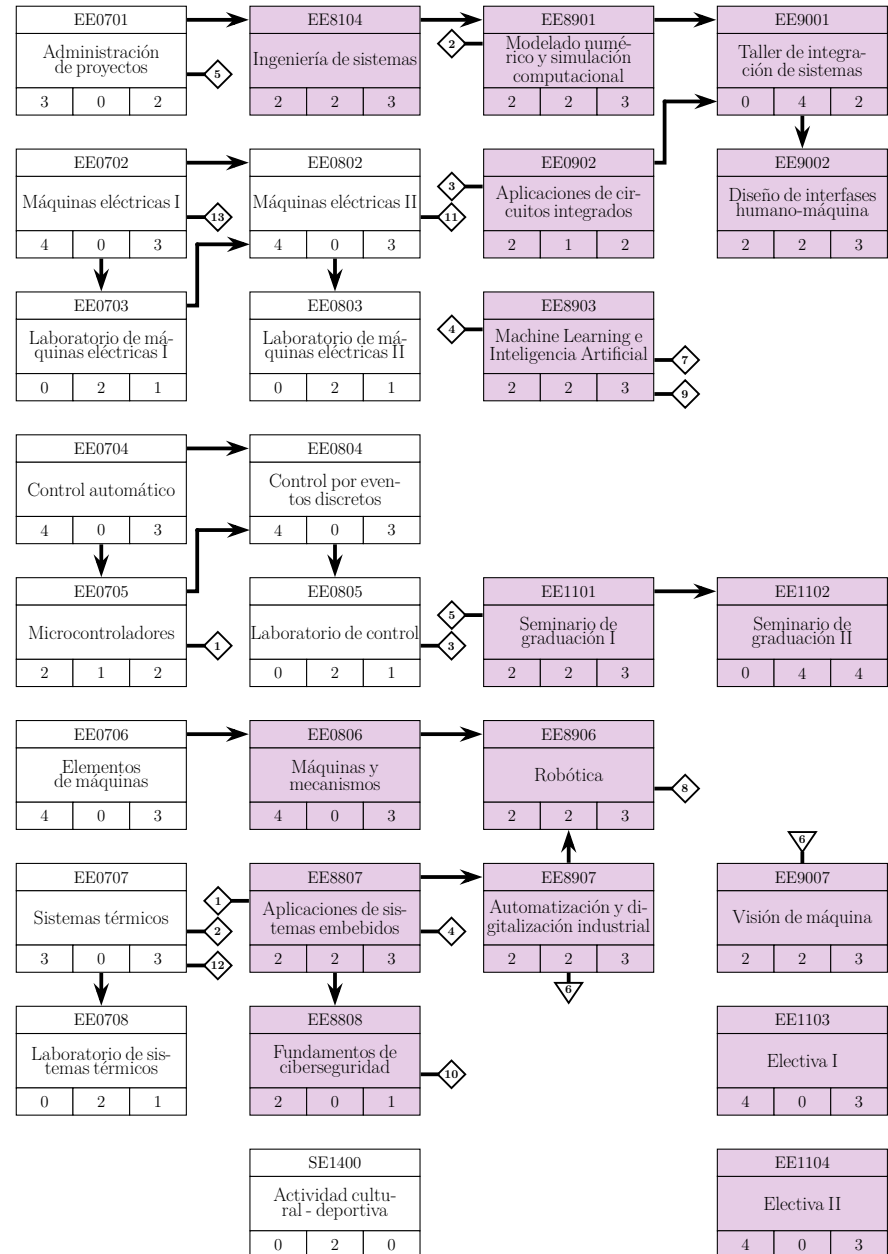 EE0701
Administración
de proyectos
5
3 0 2
EE8104
Ingeniería de sistemas
2 2 3
EE8901
2
Modelado numé-
rico y simulación
computacional
2 2 3
EE9001
Taller de integra-
ción de sistemas
0 4 2
EE0702
Máquinas eléctricas I
13
4 0 3
EE0802
Máquinas eléctricas II
11
4 0 3
EE0902
3
Aplicaciones de cir-
cuitos integrados
2 1 2
EE9002
Diseño de interfases
humano-máquina
2 2 3
EE0703
Laboratorio de má-
quinas eléctricas I
0 2 1
EE0803
Laboratorio de má-
quinas eléctricas II
0 2 1
EE8903
4
Machine Learning e
Inteligencia Artificial
7
2 2 3
9
EE0704
Control automático
4 0 3
EE0804
Control por even-
tos discretos
4 0 3
EE0705
Microcontroladores
1
2 1 2
EE0805
Laboratorio de control
3
0 2 1
EE1101
5
Seminario de
graduación I
2 2 3
EE1102
Seminario de
graduación II
0 4 4
EE0706
Elementos
de máquinas
4 0 3
EE0806
Máquinas y
mecanismos
4 0 3
EE8906
Robótica
8
2 2 3
EE0707
Sistemas térmicos
2
3 0 3
12
EE8807
1
Aplicaciones de sis-
temas embebidos
4
2 2 3
EE8907
Automatización y di-
gitalización industrial
2 2 3
6
6
EE9007
Visión de máquina
2 2 3
EE0708
Laboratorio de sis-
temas térmicos
0 2 1
EE8808
Fundamentos de
ciberseguridad
10
2 0 1
EE1103
Electiva I
4 0 3
SE1400
Actividad cultu-
ral - deportiva
0 2 0
EE1104
Electiva II
4 0 3